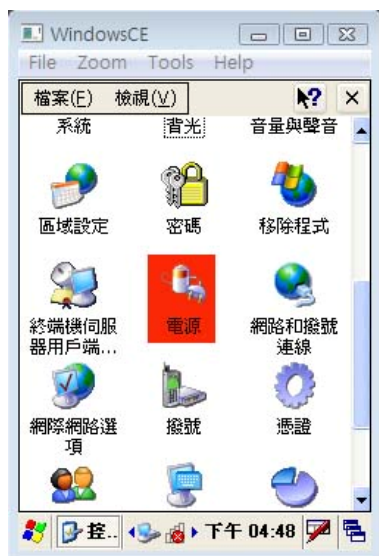 WindowsCE
File Zoom Tools Help
檔案(F) 檢視(V)
系統 背光 音量與聲音
區域設定 密碼 移除程式
終端機伺服 電源 網路和撥號
器用戶端... 連線
網際網路選 撥號 憑證
項
控.. 下午 04:48